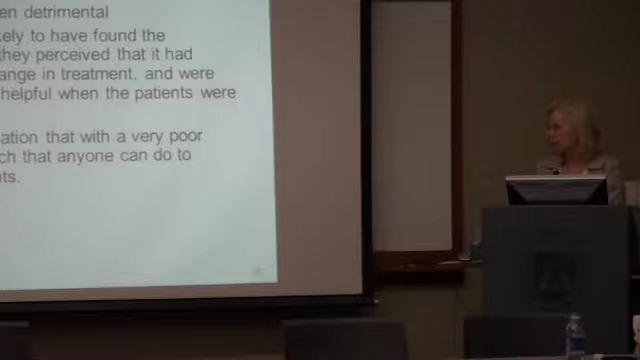 en detrimental
ely to have found the
they perceived that it had
ange in treatment, and were
helpful when the patients were
ation that with a very poor
ch that anyone can do to
nts.